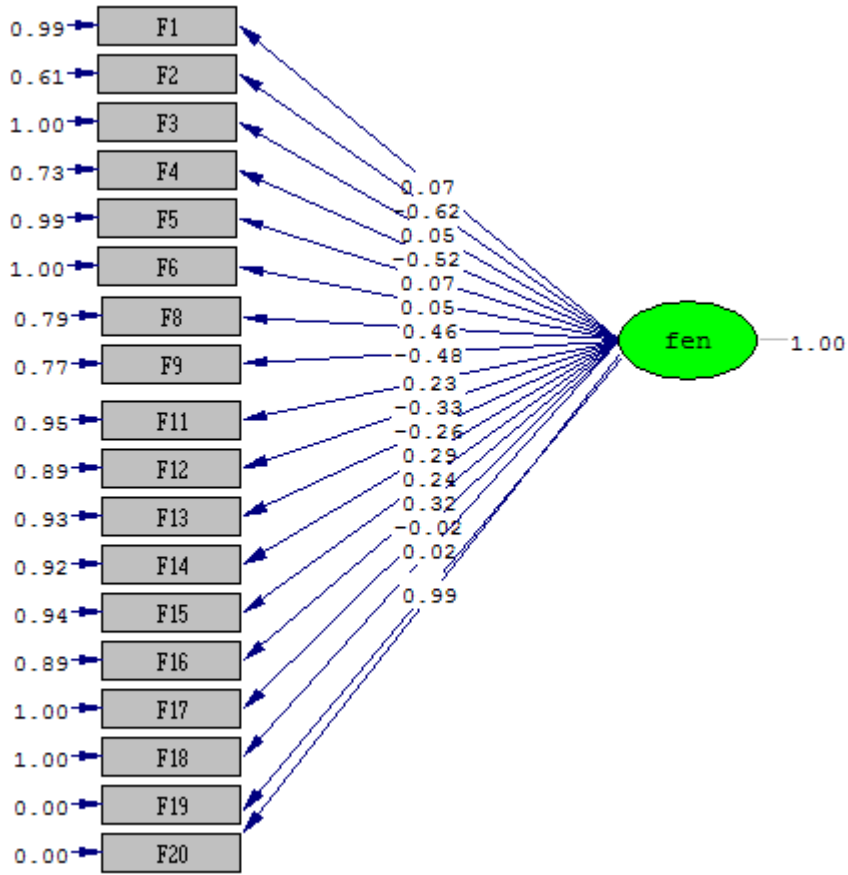 0.99 F1
0.61 F2
1.00 F3
0.73 F4
0.99 F5
1.00 F6
0.79 F8
0.77 F9
0.95 F11
0.89 F12
0.93 F13
0.92 F14
0.94 F15
0.89 F16
1.00 F17
1.00 F18
0.00 F19
0.00 F20
0.07
-0.62
0.05
-0.52
0.07
0.05
0.46
-0.48
0.23
-0.33
-0.26
0.29
0.24
0.32
-0.02
0.02
0.99
fen 1.00